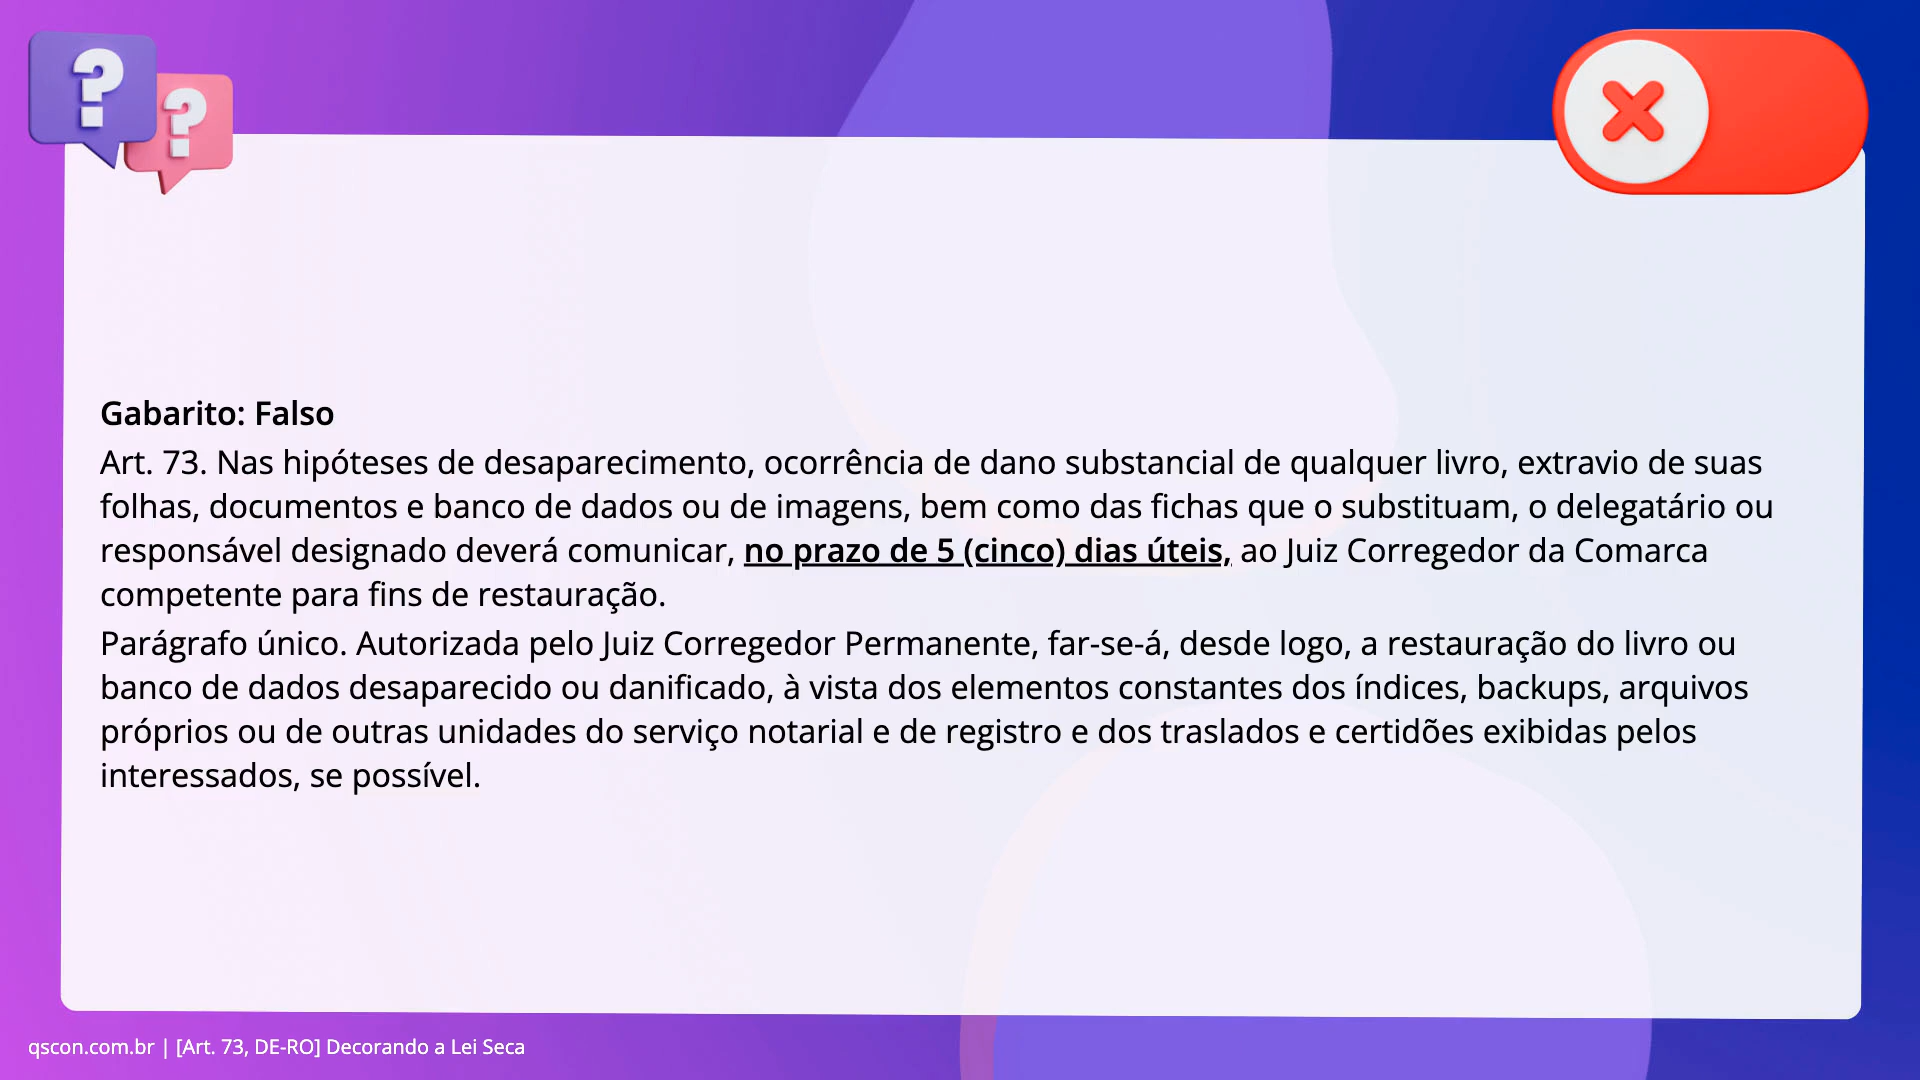 ? ?
Gabarito: Falso
Art. 73. Nas hipóteses de desaparecimento, ocorrência de dano substancial de qualquer livro, extravio de suas
folhas, documentos e banco de dados ou de imagens, bem como das fichas que o substituam, o delegatário ou
responsável designado deverá comunicar, no prazo de 5 (cinco) dias úteis, ao Juiz Corregedor da Comarca
competente para fins de restauração.
Parágrafo único. Autorizada pelo Juiz Corregedor Permanente, far-se-á, desde logo, a restauração do livro ou
banco de dados desaparecido ou danificado, à vista dos elementos constantes dos índices, backups, arquivos
próprios ou de outras unidades do serviço notarial e de registro e dos traslados e certidões exibidas pelos
interessados, se possível.
qscon.com.br | [Art. 73, DE-RO] Decorando a Lei Seca